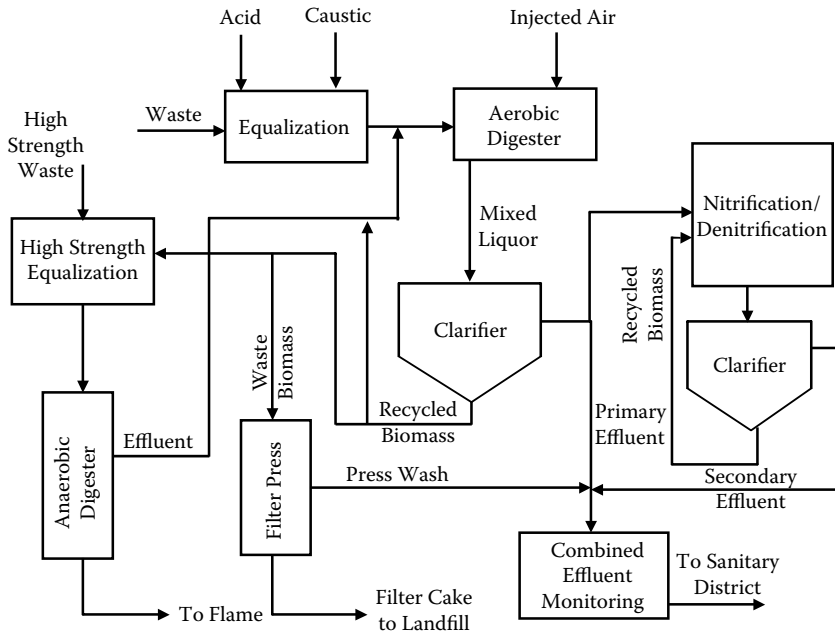 Acid
Caustic
Injected Air
Waste
Equalization
Aerobic
Digester
High
Strength
Waste
Mixed
Liquor
Nitrification/
Denitrification
High Strength
Equalization
Clarifier
Recycled
Biomass
Clarifier
Waste
Biomass
Recycled
Biomass
Primary
Effluent
Effluent
Anaerobic
Digester
Filter Press
Press Wash
Secondary
Effluent
Combined
Effluent
Monitoring
To Sanitary
District
To Flame
Filter Cake
to Landfill